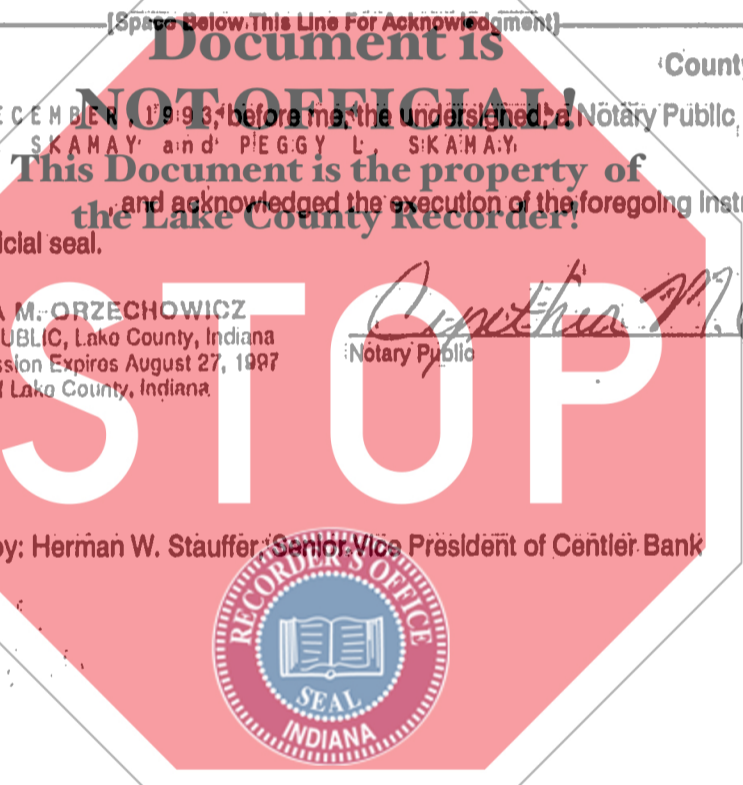 [Space Below This Line For Acknowledgment]
Document is
County
NOT OFFICIAL!
ECEMBER, 1993, before me, the undersigned, a Notary Public,
SKAMAY and PEGGY L. SKAMAY
This Document is the property of
, and acknowledged the execution of the foregoing Instr
the Lake County Recorder!
icial seal.
A M. ORZECHOWICZ
UBLIC, Lake County, Indiana
ssion Expires August 27, 1997
Lake County, Indiana
Cynthia M.
Notary Public
STOP
by: Herman W. Stauffer, Senior Vice President of Centier Bank
RECORDER'S OFFICE
SEAL
INDIANA